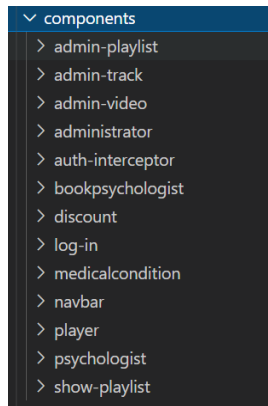 components
admin-playlist
admin-track
admin-video
administrator
auth-interceptor
bookpsychologist
discount
log-in
medicalcondition
navbar
player
psychologist
show-playlist